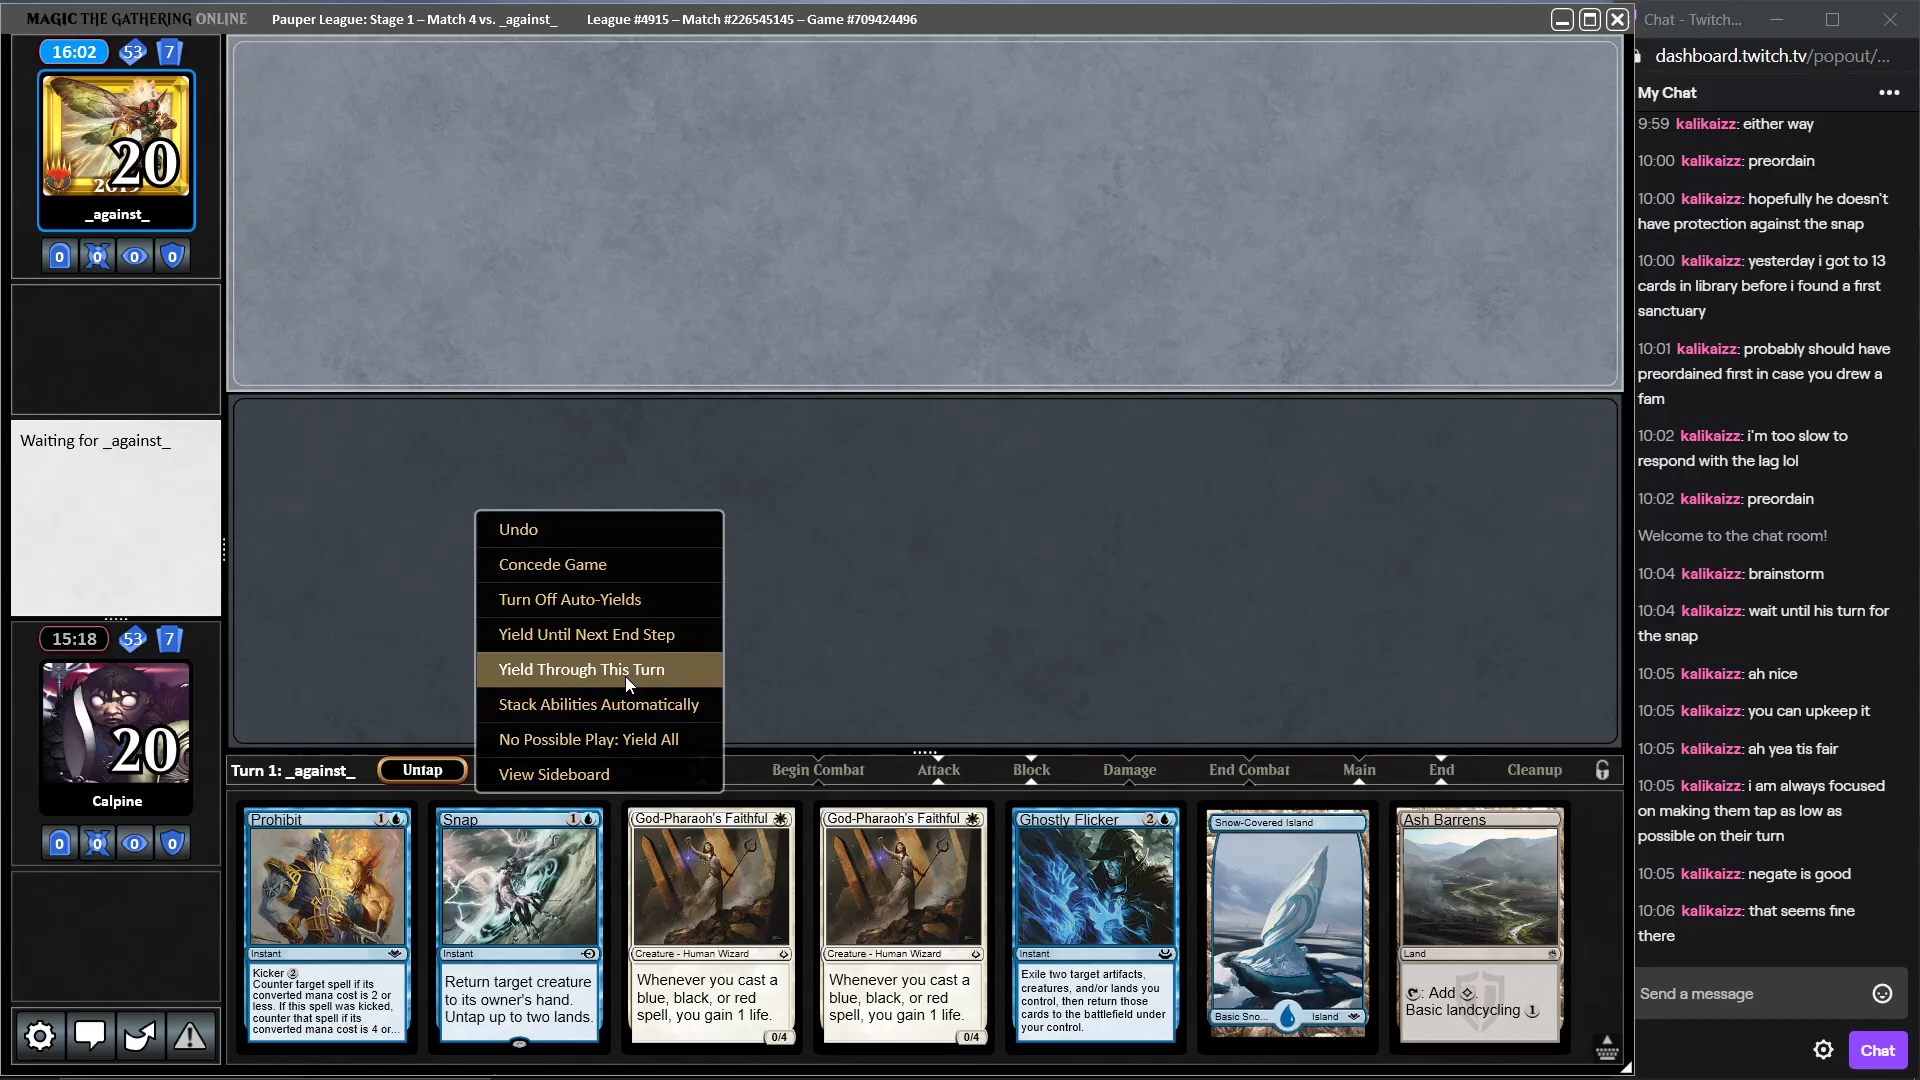 MAGIC THE GATHERING ONLINE
Pauper League: Stage 1 – Match 4 vs. _against_
League #4915 – Match #226545145 – Game #709424496
16:02
53
7
20
_against_
0
0
0
0
Waiting for _against_
15:18
53
7
20
Calpine
0
0
0
0
Undo
Concede Game
Turn Off Auto-Yields
Yield Until Next End Step
Yield Through This Turn
Stack Abilities Automatically
No Possible Play: Yield All
View Sideboard
Turn 1: _against_
Untap
Begin Combat
Attack
Block
Damage
End Combat
Main
End
Cleanup
Prohibit 1
Instant
Kicker 2
Counter target spell if its
converted mana cost is 2 or
less. If this spell was kicked,
counter that spell if its
converted mana cost is 4 or...
Snap 1
Instant
Return target creature
to its owner's hand.
Untap up to two lands.
God-Pharaoh's Faithful
Creature - Human Wizard
Whenever you cast a
blue, black, or red
spell, you gain 1 life.
0/4
God-Pharaoh's Faithful
Creature - Human Wizard
Whenever you cast a
blue, black, or red
spell, you gain 1 life.
0/4
Ghostly Flicker 2
Instant
Exile two target artifacts,
creatures, and/or lands you
control, then return those
cards to the battlefield under
your control.
Snow-Covered Island
Basic Sno...
Island
Ash Barrens
Land
: Add .
Basic landcycling 1
Chat - Twitch...
dashboard.twitch.tv/popout/...
My Chat
9:59 kalikaizz: either way
10:00 kalikaizz: preordain
10:00 kalikaizz: hopefully he doesn't
have protection against the snap
10:00 kalikaizz: yesterday i got to 13
cards in library before i found a first
sanctuary
10:01 kalikaizz: probably should have
preordained first in case you drew a
fam
10:02 kalikaizz: i'm too slow to
respond with the lag lol
10:02 kalikaizz: preordain
Welcome to the chat room!
10:04 kalikaizz: brainstorm
10:04 kalikaizz: wait until his turn for
the snap
10:05 kalikaizz: ah nice
10:05 kalikaizz: you can upkeep it
10:05 kalikaizz: ah yea tis fair
10:05 kalikaizz: i am always focused
on making them tap as low as
possible on their turn
10:05 kalikaizz: negate is good
10:06 kalikaizz: that seems fine
there
Send a message
Chat